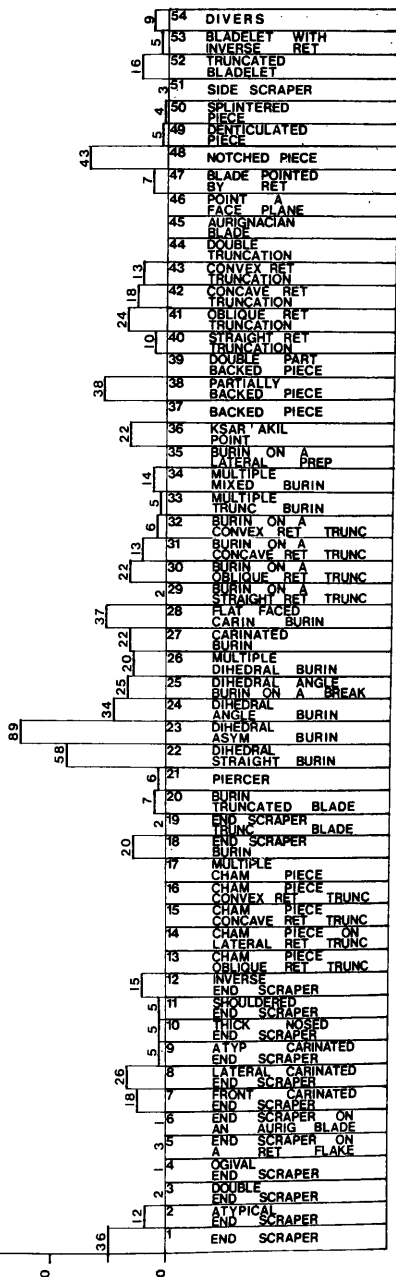 9 54 DIVERS
5 53 BLADELET WITH
INVERSE RET
16 52 TRUNCATED
BLADELET
3 51 SIDE SCRAPER
4 50 SPLINTERED
PIECE
5 49 DENTICULATED
PIECE
43 48 NOTCHED PIECE
7 47 BLADE POINTED
BY RET
46 POINT A
FACE PLANE
45 AURIGNACIAN
BLADE
44 DOUBLE
TRUNCATION
13 43 CONVEX RET
TRUNCATION
18 42 CONCAVE RET
TRUNCATION
24 41 OBLIQUE RET
TRUNCATION
10 40 STRAIGHT RET
TRUNCATION
39 DOUBLE PART
BACKED PIECE
38 38 PARTIALLY
BACKED PIECE
37 BACKED PIECE
22 36 KSAR'AKIL
POINT
35 BURIN ON A
LATERAL PREP
14 34 MULTIPLE
MIXED BURIN
5 33 MULTIPLE
TRUNC BURIN
6 32 BURIN ON A
CONVEX RET TRUNC
13 31 BURIN ON A
CONCAVE RET TRUNC
22 30 BURIN ON A
OBLIQUE RET TRUNC
2 29 BURIN ON A
STRAIGHT RET TRUNC
37 28 FLAT FACED
CARIN BURIN
22 27 CARINATED
BURIN
20 26 MULTIPLE
DIHEDRAL BURIN
25 25 DIHEDRAL ANGLE
BURIN ON A BREAK
34 24 DIHEDRAL
ANGLE BURIN
89 23 DIHEDRAL
ASYM BURIN
58 22 DIHEDRAL
STRAIGHT BURIN
6 21 PIERCER
7 20 BURIN
TRUNCATED BLADE
2 19 END SCRAPER
TRUNC BLADE
20 18 END SCRAPER
BURIN
17 MULTIPLE
CHAM PIECE
16 CHAM PIECE
CONVEX RET TRUNC
15 CHAM PIECE
CONCAVE RET TRUNC
14 CHAM PIECE ON
LATERAL RET TRUNC
13 CHAM PIECE
OBLIQUE RET TRUNC
15 12 INVERSE
END SCRAPER
5 11 SHOULDERED
END SCRAPER
5 10 THICK NOSED
END SCRAPER
5 9 ATYP CARINATED
END SCRAPER
26 8 LATERAL CARINATED
END SCRAPER
18 7 FRONT CARINATED
END SCRAPER
1 6 END SCRAPER ON
AN AURIG BLADE
3 5 END SCRAPER ON
A RET FLAKE
1 4 OGIVAL
END SCRAPER
2 3 DOUBLE
END SCRAPER
12 2 ATYPICAL
END SCRAPER
36 1 END SCRAPER
0 0